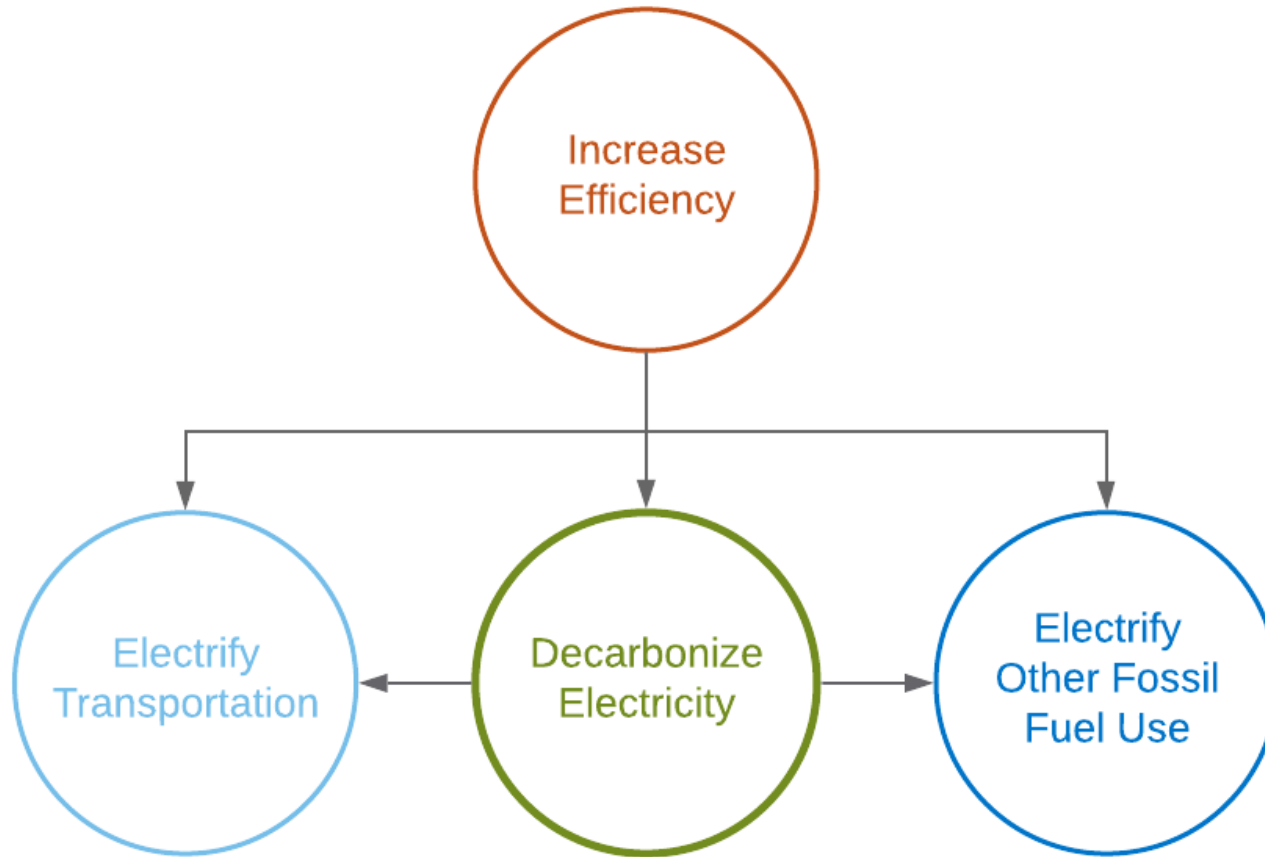 Increase
Efficiency
Electrify
Transportation
Decarbonize
Electricity
Electrify
Other Fossil
Fuel Use